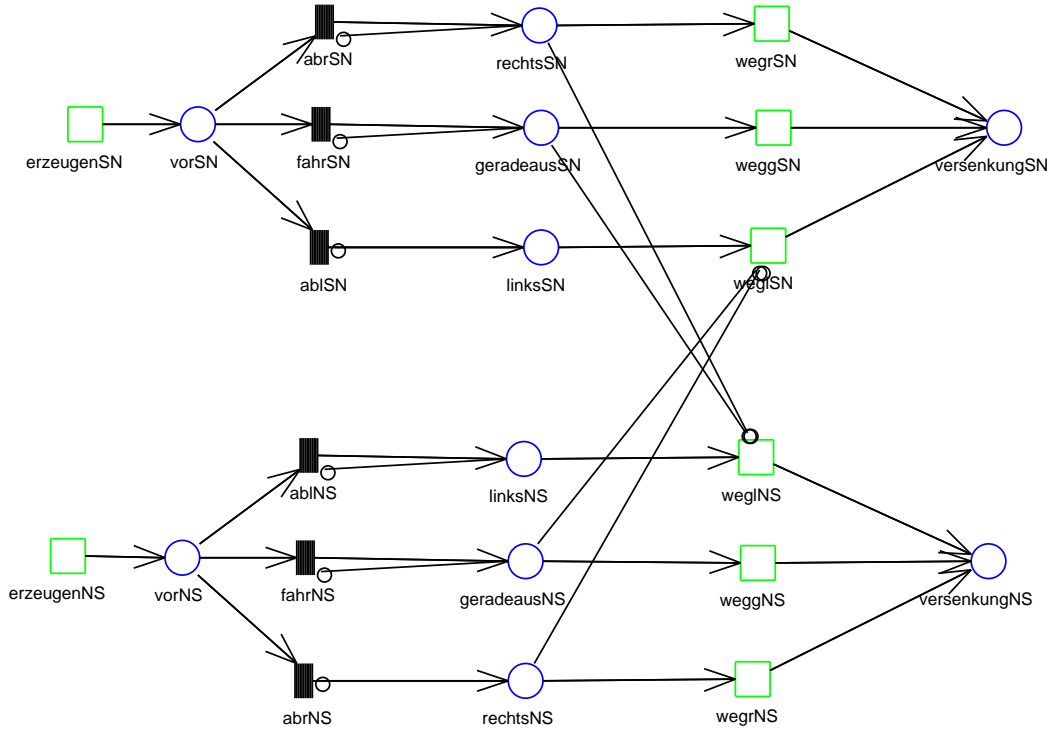 abrSN
rechtsSN
wegrSN
erzeugenSN
vorSN
fahrSN
geradeausSN
weggSN
versenkungSN
ablSN
linksSN
weglSN
ablNS
linksNS
weglNS
erzeugenNS
vorNS
fahrNS
geradeausNS
weggNS
versenkungNS
abrNS
rechtsNS
wegrNS